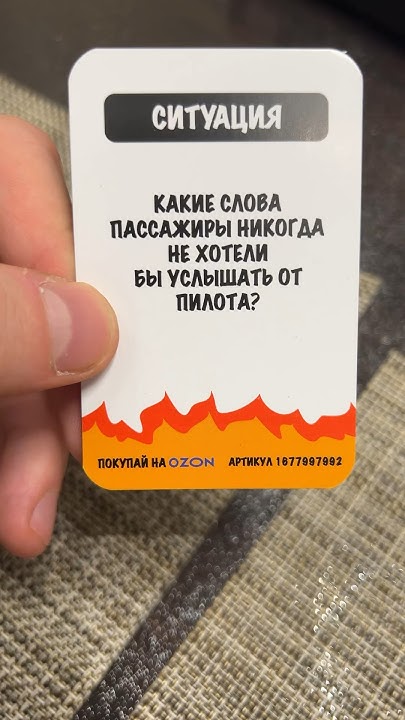 СИТУАЦИЯ
КАКИЕ СЛОВА
ПАССАЖИРЫ НИКОГДА
НЕ ХОТЕЛИ
БЫ УСЛЫШАТЬ ОТ
ПИЛОТА?
ПОКУПАЙ НА OZON АРТИКУЛ 1677997992